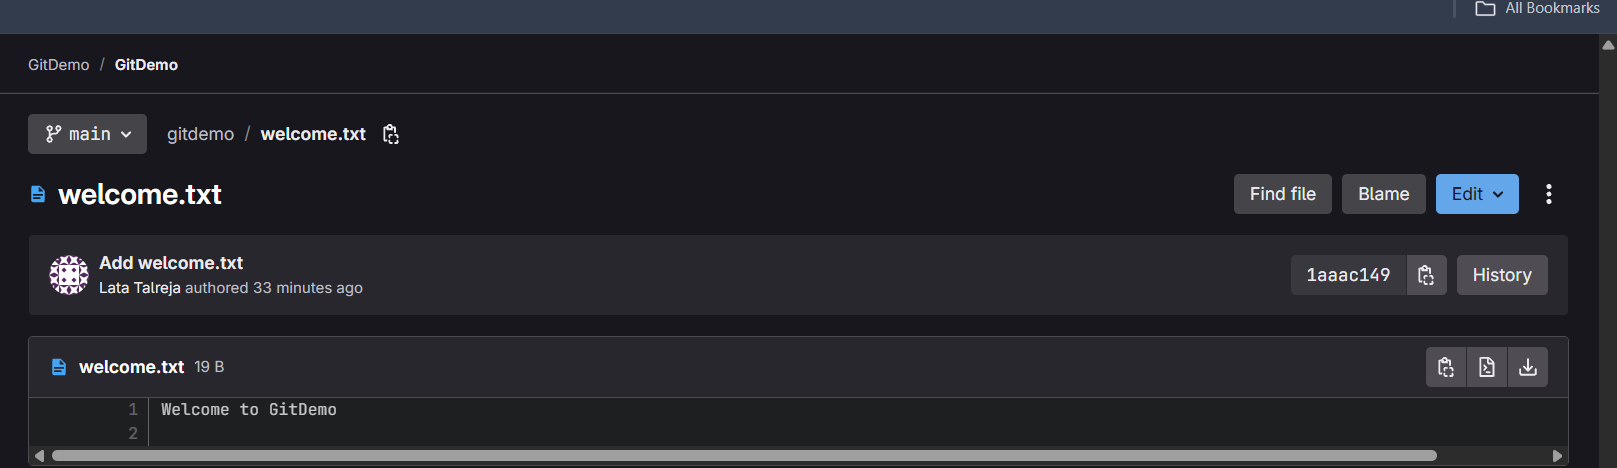 All Bookmarks
GitDemo / GitDemo
main gitdemo / welcome.txt
welcome.txt Find file Blame Edit
Add welcome.txt
Lata Talreja authored 33 minutes ago
1aaac149 History
welcome.txt 19 B
1 Welcome to GitDemo
2